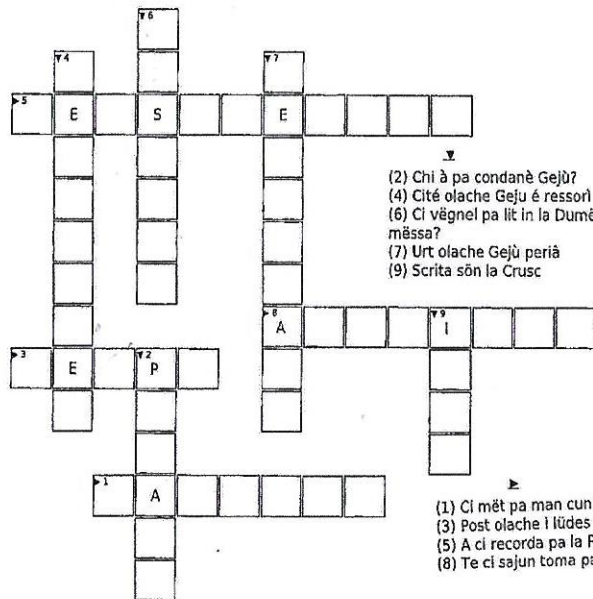 6
4
7
5 E S E
(2) Chi à pa condanè Gejù?
(4) Cité olache Geju é ressorì
(6) Ci vëgnel pa lit in la Dumë
mëssa?
(7) Urt olache Gejù periâ
(9) Scrita sön la Crusc
8 A 9 I
3 E 2 P
1 A
(1) Ci mët pa man cun
(3) Post olache i lüdes
(5) A ci recorda pa la
(8) Te ci sajun toma